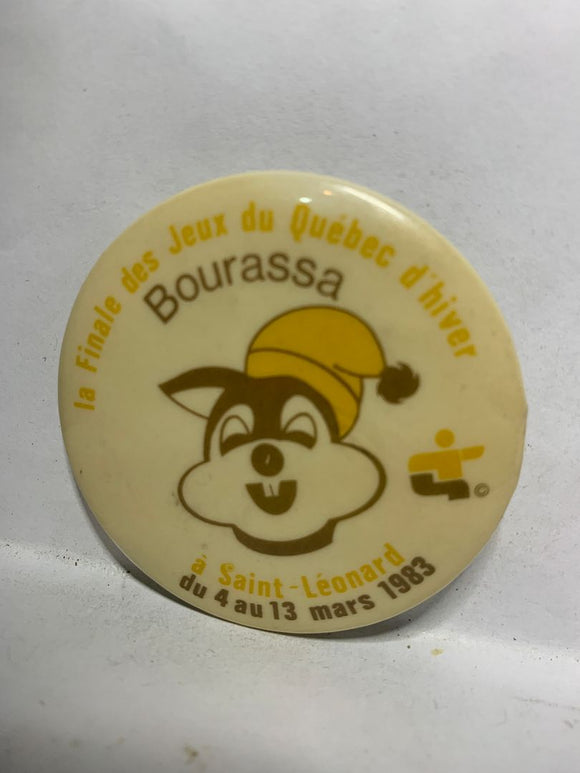 la Finale des Jeux du Québec d'hiver
Bourassa
©
à Saint-Léonard
du 4 au 13 mars 1983